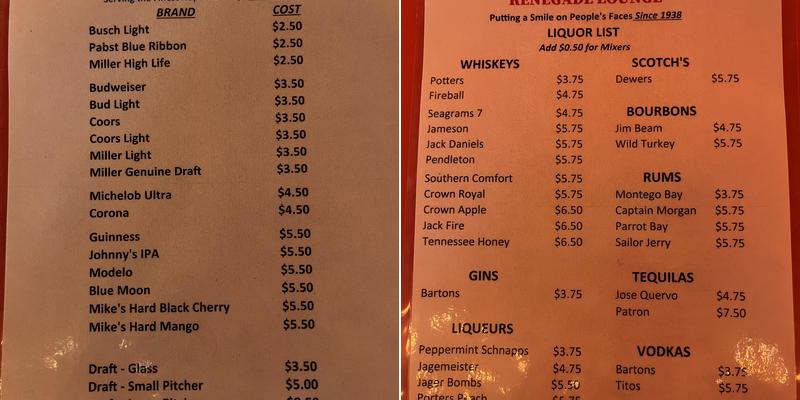 BRAND COST
Busch Light $2.50
Pabst Blue Ribbon $2.50
Miller High Life $2.50
Budweiser $3.50
Bud Light $3.50
Coors $3.50
Coors Light $3.50
Miller Light $3.50
Miller Genuine Draft $3.50
Michelob Ultra $4.50
Corona $4.50
Guinness $5.50
Johnny's IPA $5.50
Modelo $5.50
Blue Moon $5.50
Mike's Hard Black Cherry $5.50
Mike's Hard Mango $5.50
Draft - Glass $3.50
Draft - Small Pitcher $5.00
RENEGADE LOUNGE
Putting a Smile on People's Faces Since 1938
LIQUOR LIST
Add $0.50 for Mixers
WHISKEYS
Potters $3.75
Fireball $4.75
Seagrams 7 $4.75
Jameson $5.75
Jack Daniels $5.75
Pendleton $5.75
Southern Comfort $5.75
Crown Royal $5.75
Crown Apple $6.50
Jack Fire $6.50
Tennessee Honey $6.50
GINS
Bartons $3.75
LIQUEURS
Peppermint Schnapps $3.75
Jagemeister $4.75
Jager Bombs $5.50
Potters Peach $5.75
SCOTCH'S
Dewers $5.75
BOURBONS
Jim Beam $4.75
Wild Turkey $5.75
RUMS
Montego Bay $3.75
Captain Morgan $5.75
Parrot Bay $5.75
Sailor Jerry $5.75
TEQUILAS
Jose Quervo $4.75
Patron $7.50
VODKAS
Bartons $3.75
Titos $5.75